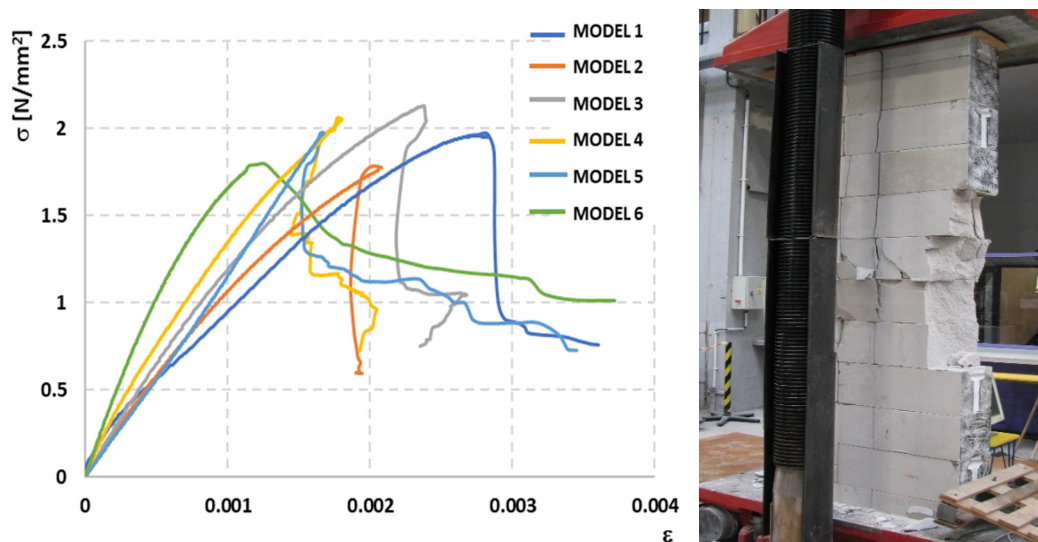 σ [N/mm²]
2.5
2
1.5
1
0.5
0
0
0.001
0.002
0.003
0.004
ε
MODEL 1
MODEL 2
MODEL 3
MODEL 4
MODEL 5
MODEL 6